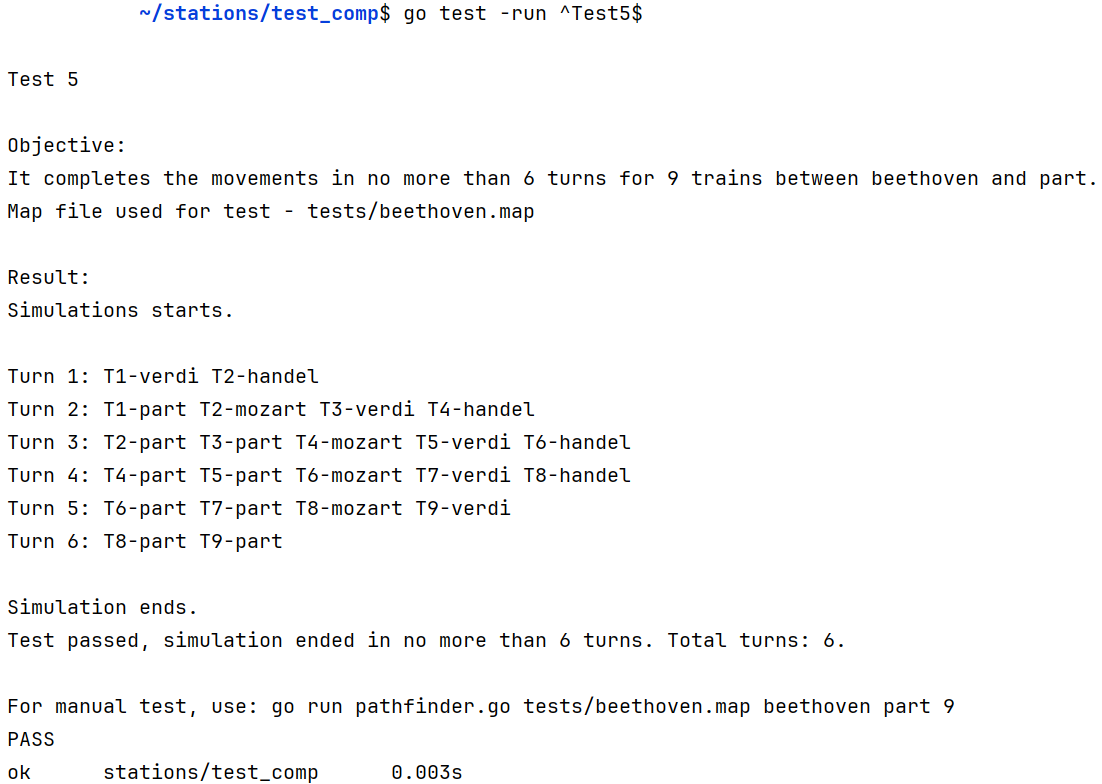 ~/stations/test_comp$ go test -run ^Test5$
Test 5
Objective:
It completes the movements in no more than 6 turns for 9 trains between beethoven and part.
Map file used for test - tests/beethoven.map
Result:
Simulations starts.
Turn 1: T1-verdi T2-handel
Turn 2: T1-part T2-mozart T3-verdi T4-handel
Turn 3: T2-part T3-part T4-mozart T5-verdi T6-handel
Turn 4: T4-part T5-part T6-mozart T7-verdi T8-handel
Turn 5: T6-part T7-part T8-mozart T9-verdi
Turn 6: T8-part T9-part
Simulation ends.
Test passed, simulation ended in no more than 6 turns. Total turns: 6.
For manual test, use: go run pathfinder.go tests/beethoven.map beethoven part 9
PASS
ok      stations/test_comp      0.003s